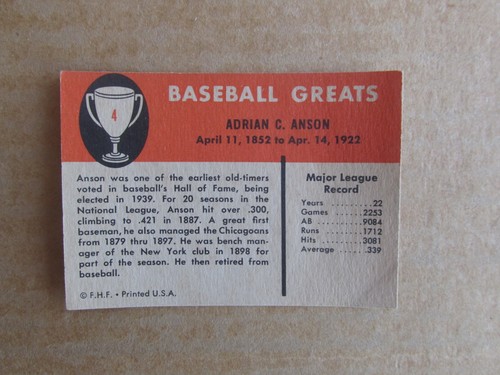 4
BASEBALL GREATS
ADRIAN C. ANSON
April 11, 1852 to Apr. 14, 1922
Anson was one of the earliest old-timers
voted in baseball's Hall of Fame, being
elected in 1939. For 20 seasons in the
National League, Anson hit over .300,
climbing to .421 in 1887. A great first
baseman, he also managed the Chicagoans
from 1879 thru 1897. He was bench man-
ager of the New York club in 1898 for
part of the season. He then retired from
baseball.
© F.H.F. • Printed U.S.A.
Major League
Record
Years ............ 22
Games ........ 2253
AB ............ 9084
Runs .......... 1712
Hits ........... 3081
Average ...... .339